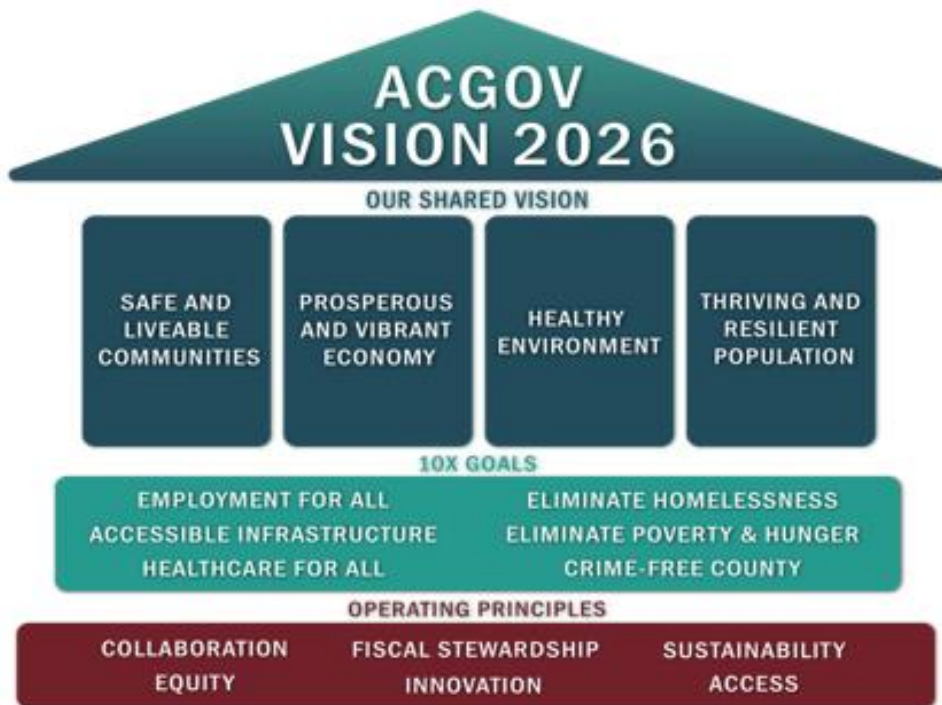 ACGOV
VISION 2026
OUR SHARED VISION
SAFE AND
LIVEABLE
COMMUNITIES
PROSPEROUS
AND VIBRANT
ECONOMY
HEALTHY
ENVIRONMENT
THRIVING AND
RESILIENT
POPULATION
10X GOALS
EMPLOYMENT FOR ALL
ACCESSIBLE INFRASTRUCTURE
HEALTHCARE FOR ALL
ELIMINATE HOMELESSNESS
ELIMINATE POVERTY & HUNGER
CRIME-FREE COUNTY
OPERATING PRINCIPLES
COLLABORATION
EQUITY
FISCAL STEWARDSHIP
INNOVATION
SUSTAINABILITY
ACCESS